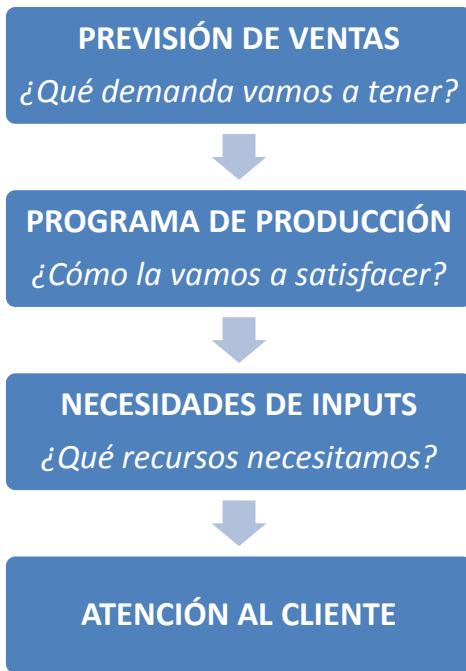 PREVISIÓN DE VENTAS
¿Qué demanda vamos a tener?
PROGRAMA DE PRODUCCIÓN
¿Cómo la vamos a satisfacer?
NECESIDADES DE INPUTS
¿Qué recursos necesitamos?
ATENCIÓN AL CLIENTE